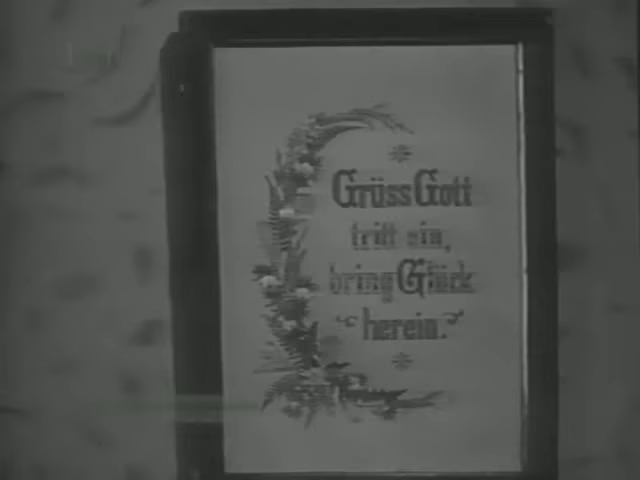 Grüss Gott
tritt ein,
bring Glück
herein.